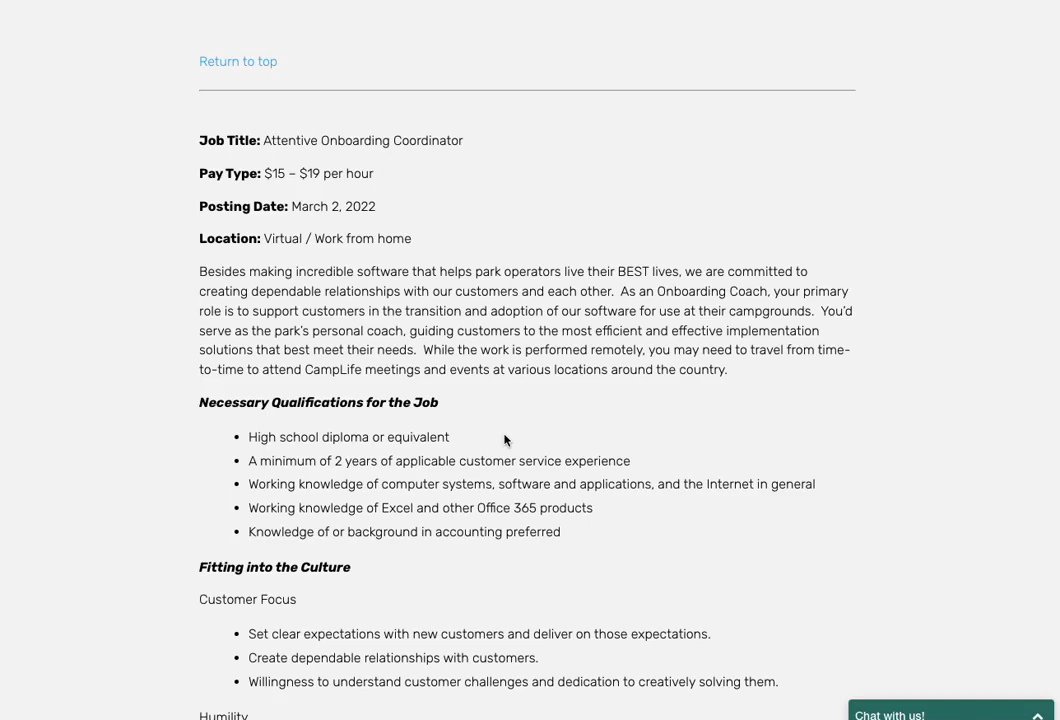 Return to top
Job Title: Attentive Onboarding Coordinator
Pay Type: $15 – $19 per hour
Posting Date: March 2, 2022
Location: Virtual / Work from home
Besides making incredible software that helps park operators live their BEST lives, we are committed to
creating dependable relationships with our customers and each other.  As an Onboarding Coach, your primary
role is to support customers in the transition and adoption of our software for use at their campgrounds.  You'd
serve as the park's personal coach, guiding customers to the most efficient and effective implementation
solutions that best meet their needs.  While the work is performed remotely, you may need to travel from time-
to-time to attend CampLife meetings and events at various locations around the country.
Necessary Qualifications for the Job
• High school diploma or equivalent
• A minimum of 2 years of applicable customer service experience
• Working knowledge of computer systems, software and applications, and the Internet in general
• Working knowledge of Excel and other Office 365 products
• Knowledge of or background in accounting preferred
Fitting into the Culture
Customer Focus
• Set clear expectations with new customers and deliver on those expectations.
• Create dependable relationships with customers.
• Willingness to understand customer challenges and dedication to creatively solving them.
Humility
Chat with us!